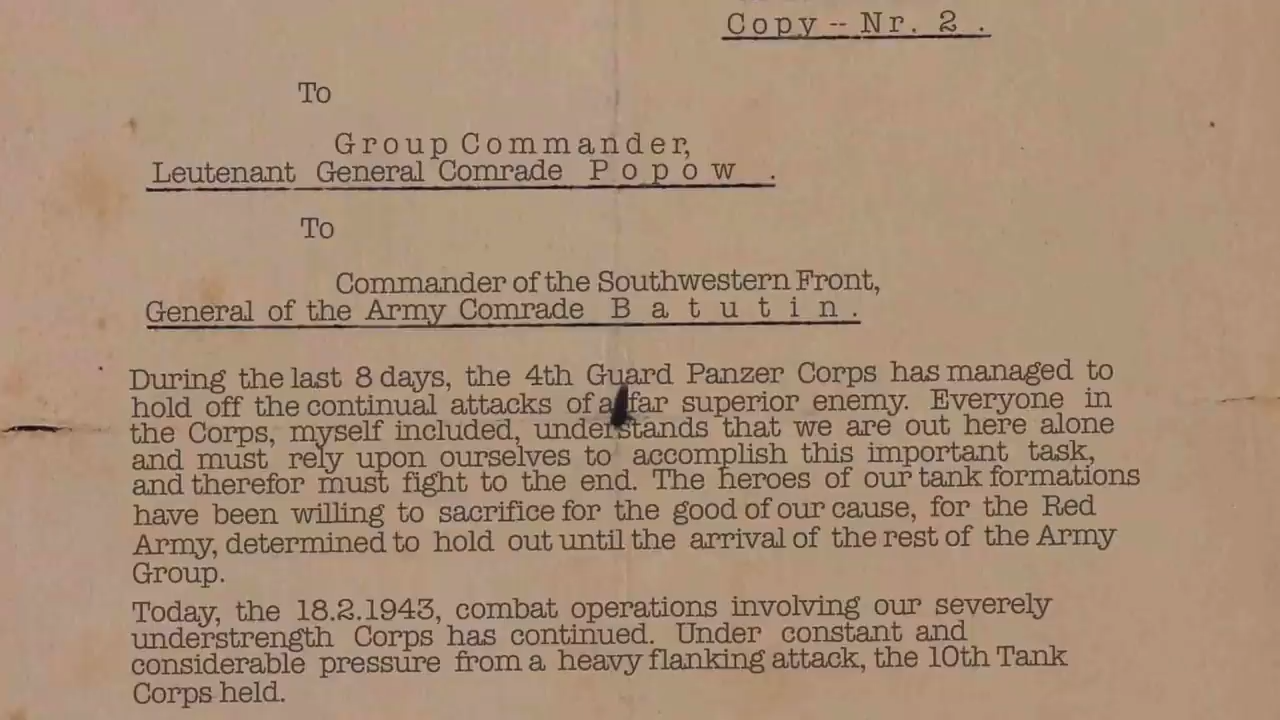 Copy -- Nr. 2 .
To
Group Commander,
Leutenant General Comrade Popow .
To
Commander of the Southwestern Front,
General of the Army Comrade Batutin.
During the last 8 days, the 4th Guard Panzer Corps has managed to
hold off the continual attacks of a far superior enemy. Everyone in
the Corps, myself included, understands that we are out here alone
and must rely upon ourselves to accomplish this important task,
and therefor must fight to the end. The heroes of our tank formations
have been willing to sacrifice for the good of our cause, for the Red
Army, determined to hold out until the arrival of the rest of the Army
Group.
Today, the 18.2.1943, combat operations involving our severely
understrength Corps has continued. Under constant and
considerable pressure from a heavy flanking attack, the 10th Tank
Corps held.